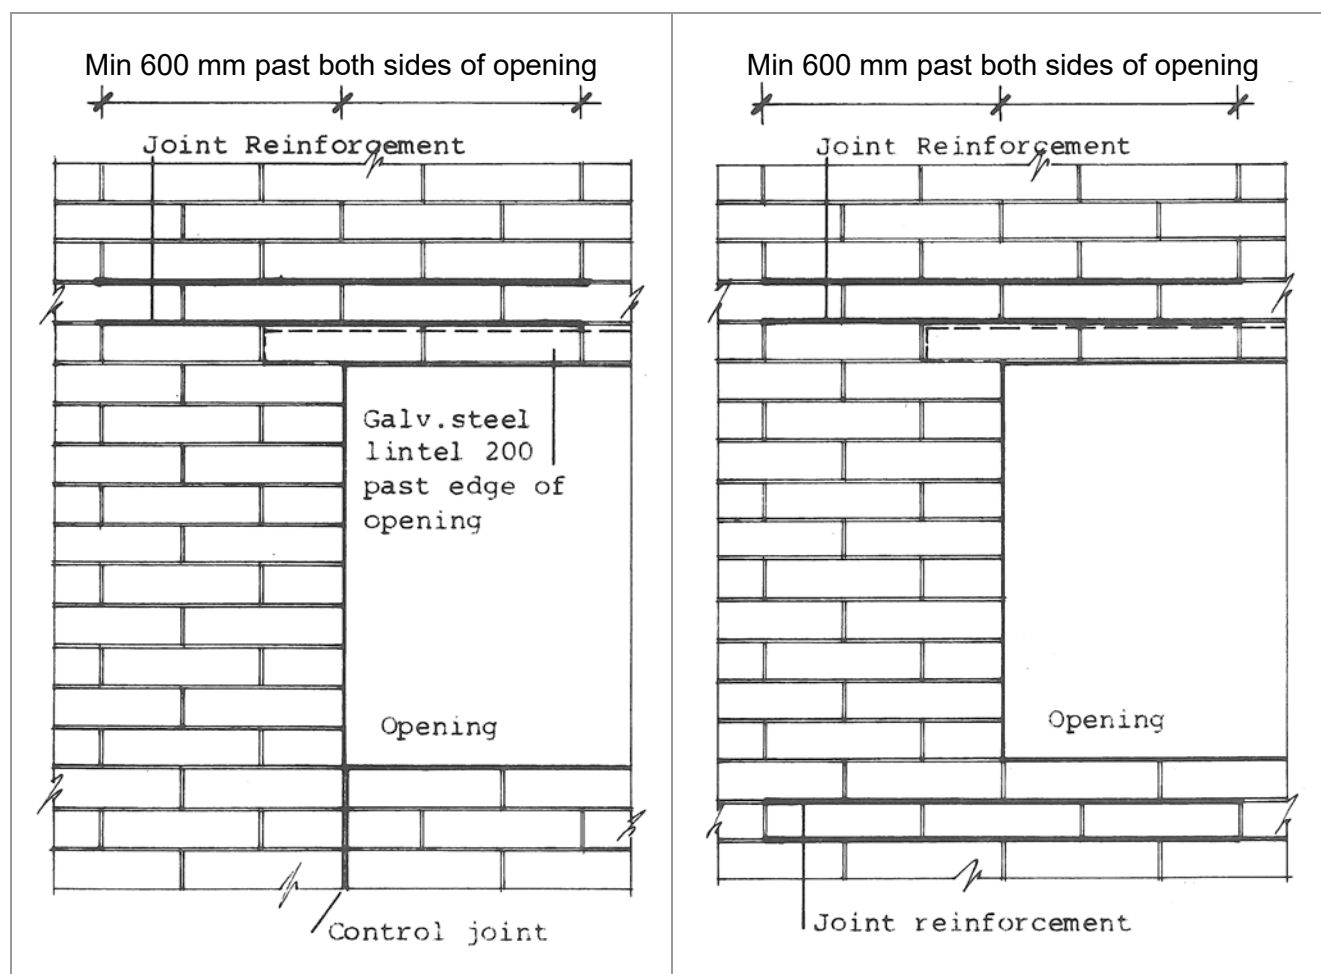 Min 600 mm past both sides of opening
Joint Reinforcement
Galv.steel
lintel 200
past edge of
opening
Opening
Control joint
Min 600 mm past both sides of opening
Joint Reinforcement
Opening
Joint reinforcement